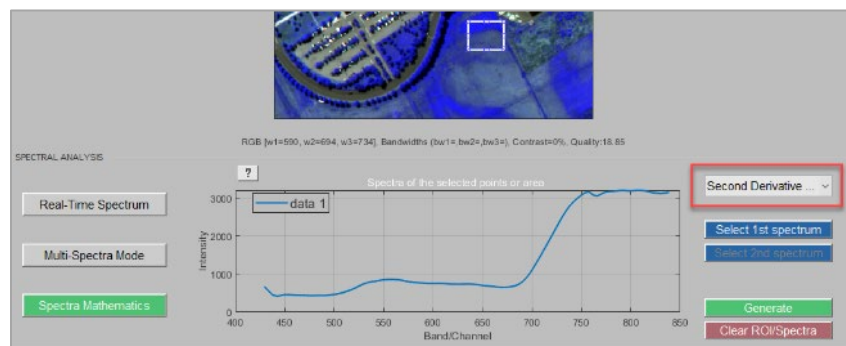 RGB [w1=590, w2=694, w3=734], Bandwidths (bw1=,bw2=,bw3=), Contrast=0%, Quality:18.85
SPECTRAL ANALYSIS
?
Spectra of the selected points or area
Second Derivative ...
Real-Time Spectrum
data 1
3000
Select 1st spectrum
Multi-Spectra Mode
Intensity
2000
Select 2nd spectrum
1000
Spectra Mathematics
Generate
0
400 450 500 550 600 650 700 750 800 850
Band/Channel
Clear ROI/Spectra